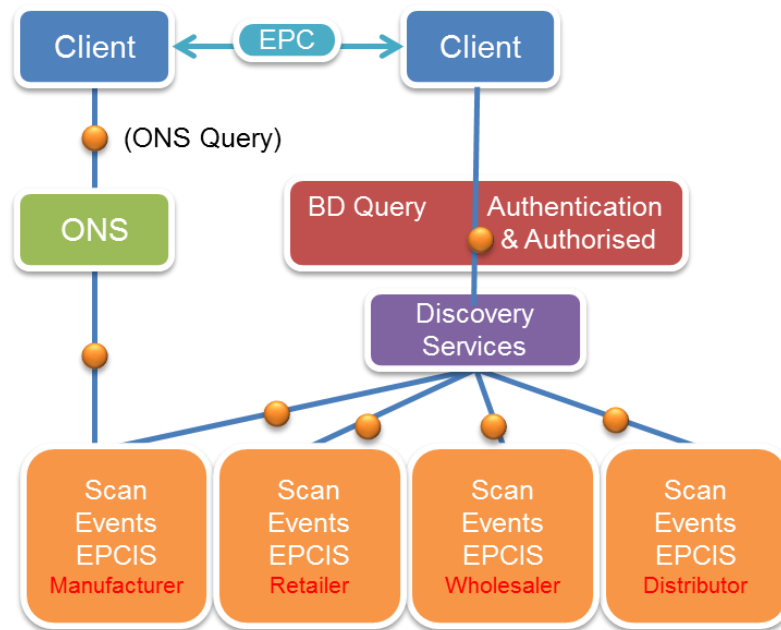 Client
EPC
Client
(ONS Query)
ONS
BD Query
Authentication
& Authorised
Discovery
Services
Scan
Events
EPCIS
Manufacturer
Scan
Events
EPCIS
Retailer
Scan
Events
EPCIS
Wholesaler
Scan
Events
EPCIS
Distributor